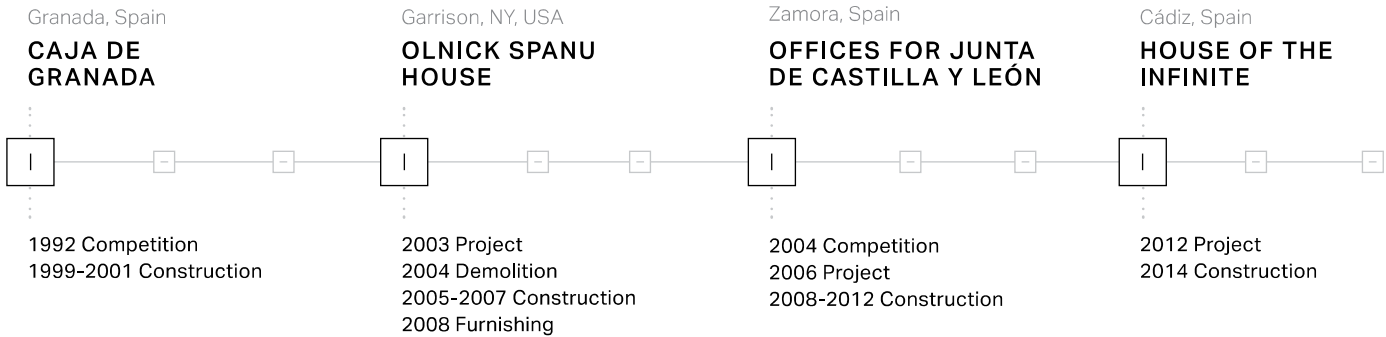 Granada, Spain
CAJA DE
GRANADA
1992 Competition
1999-2001 Construction
Garrison, NY, USA
OLNICK SPANU
HOUSE
2003 Project
2004 Demolition
2005-2007 Construction
2008 Furnishing
Zamora, Spain
OFFICES FOR JUNTA
DE CASTILLA Y LEÓN
2004 Competition
2006 Project
2008-2012 Construction
Cádiz, Spain
HOUSE OF THE
INFINITE
2012 Project
2014 Construction